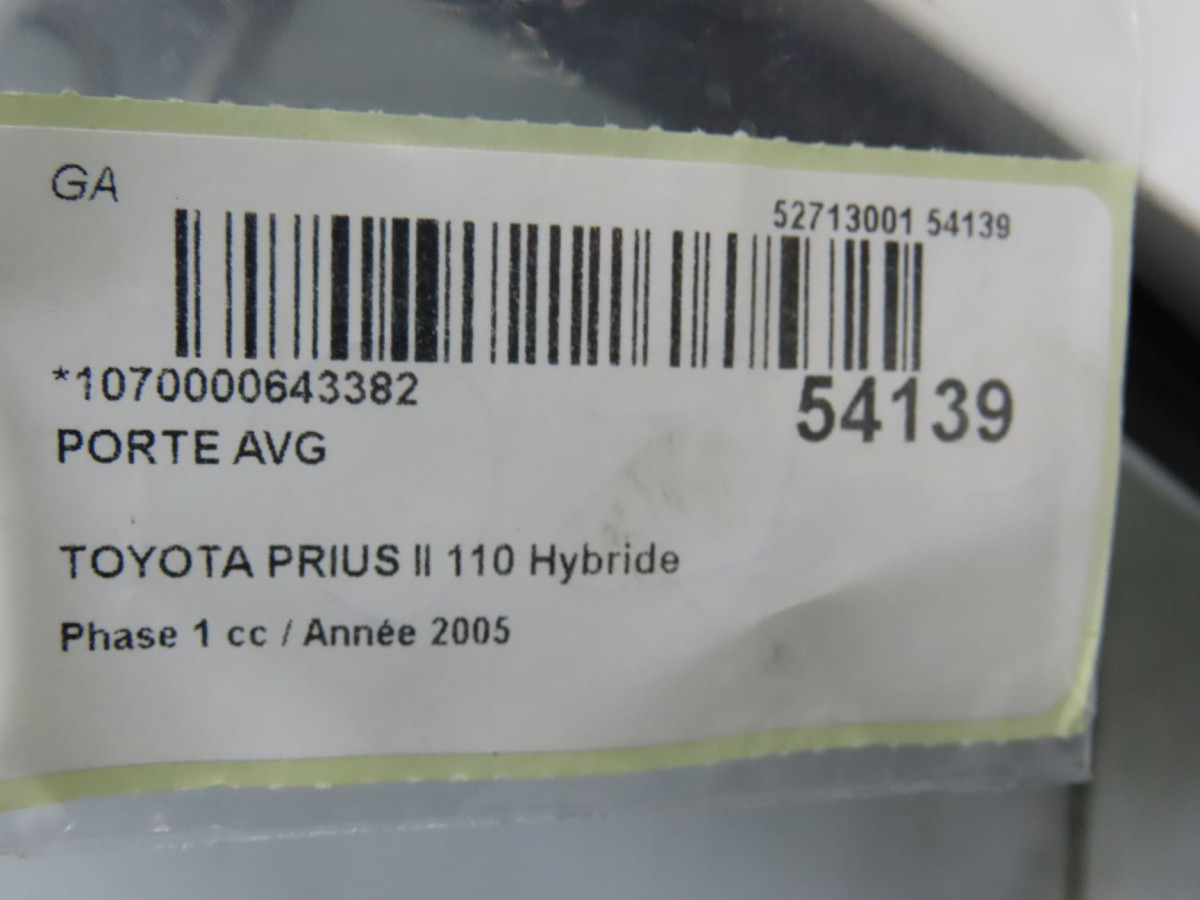 GA
52713001 54139
*1070000643382
54139
PORTE AVG
TOYOTA PRIUS II 110 Hybride
Phase 1 cc / Année 2005